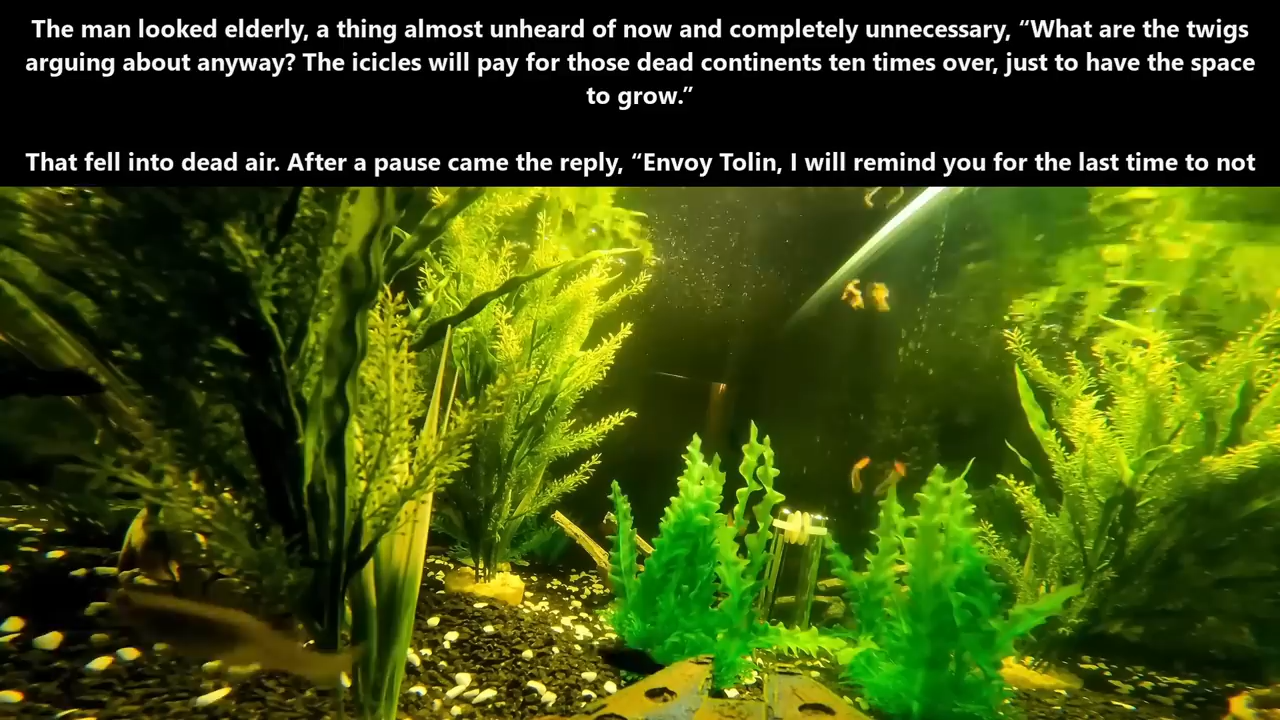 The man looked elderly, a thing almost unheard of now and completely unnecessary, “What are the twigs
arguing about anyway? The icicles will pay for those dead continents ten times over, just to have the space
to grow.”
That fell into dead air. After a pause came the reply, “Envoy Tolin, I will remind you for the last time to not